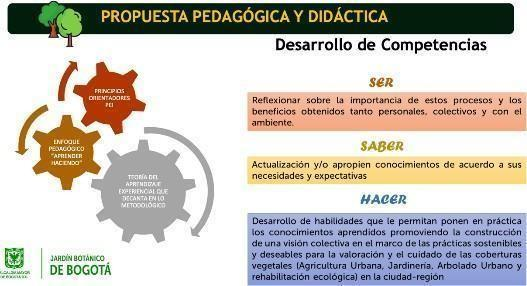 PROPUESTA PEDAGÓGICA Y DIDÁCTICA
Desarrollo de Competencias
PRINCIPIOS
ORIENTADORES
PEI
ENFOQUE
PEDAGÓGICO
"APRENDER
HACIENDO"
TEORÍA DEL
APRENDIZAJE
EXPERIENCIAL QUE
DECANTA EN LO
METODOLÓGICO
SER
Reflexionar sobre la importancia de estos procesos y los
beneficios obtenidos tanto personales, colectivos y con el
ambiente.
SABER
Actualización y/o apropien conocimientos de acuerdo a sus
necesidades y expectativas
HACER
Desarrollo de habilidades que le permitan ponen en práctica
los conocimientos aprendidos promoviendo la construcción
de una visión colectiva en el marco de las prácticas sostenibles
y deseables para la valoración y el cuidado de las coberturas
vegetales (Agricultura Urbana, Jardinería, Arbolado Urbano y
rehabilitación ecológica) en la ciudad-región
ALCALDÍA MAYOR
DE BOGOTÁ D.C.
JARDÍN BOTÁNICO
DE BOGOTÁ